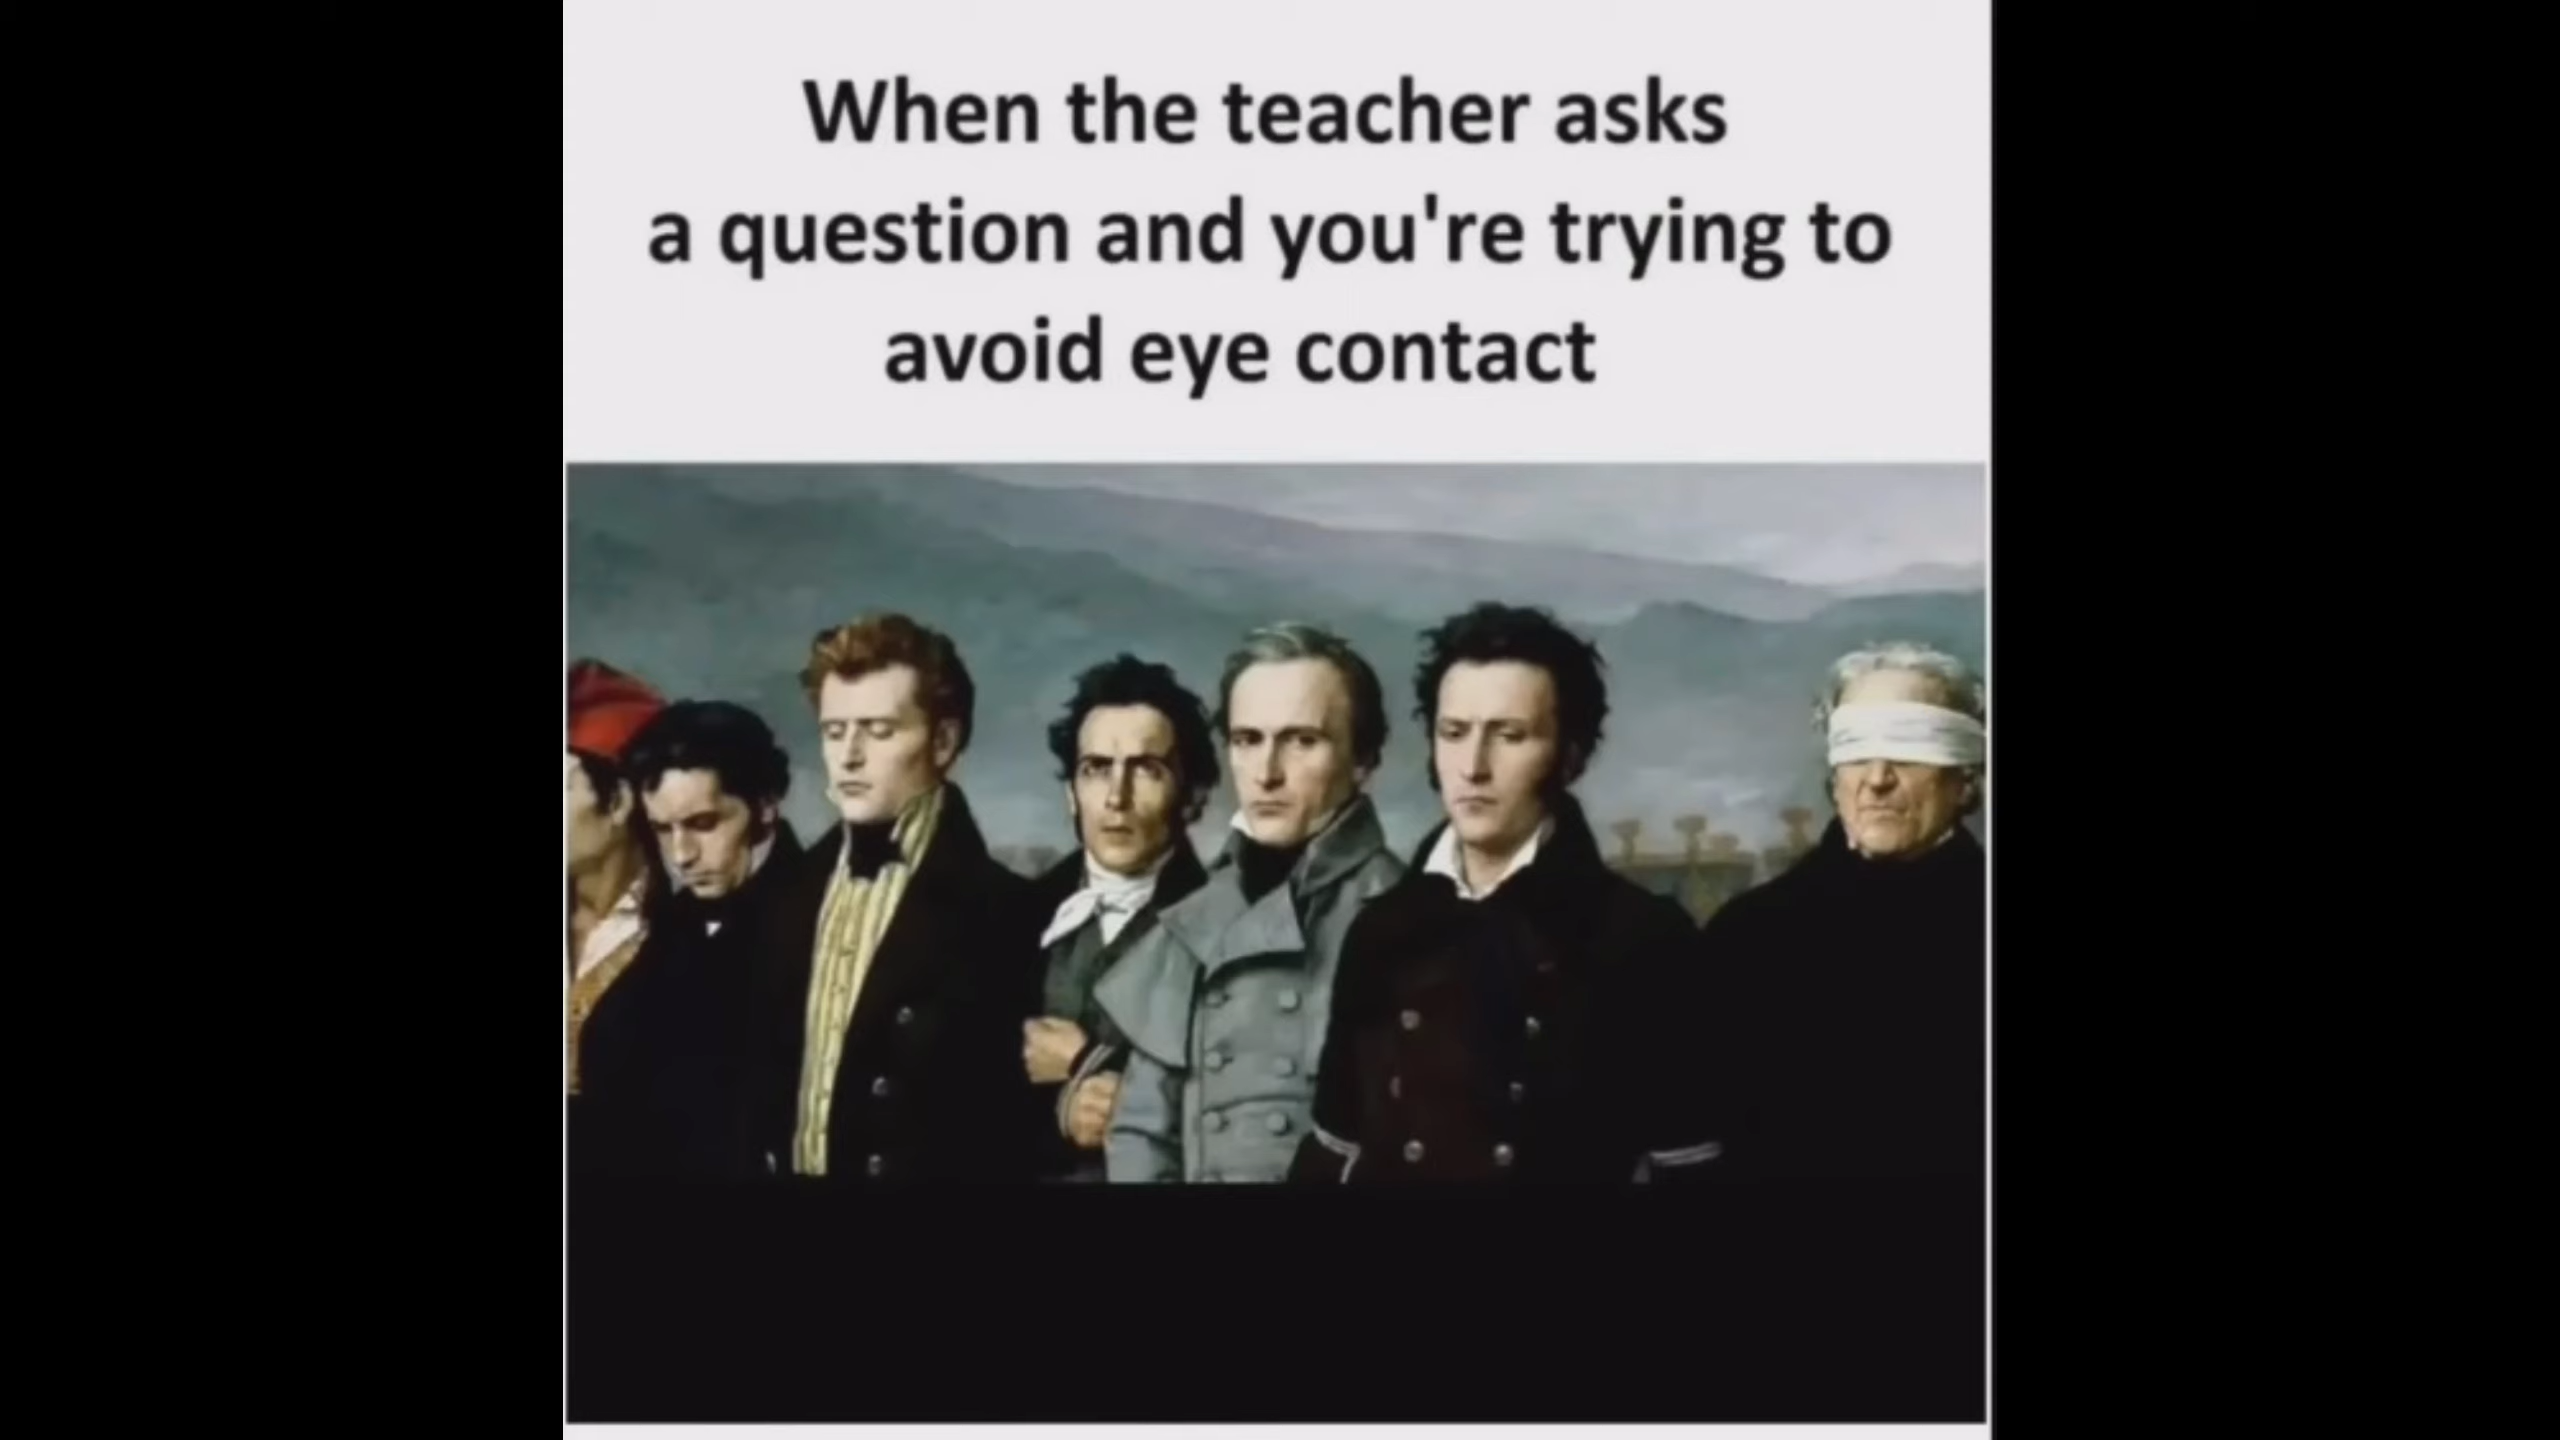 When the teacher asks
a question and you're trying to
avoid eye contact